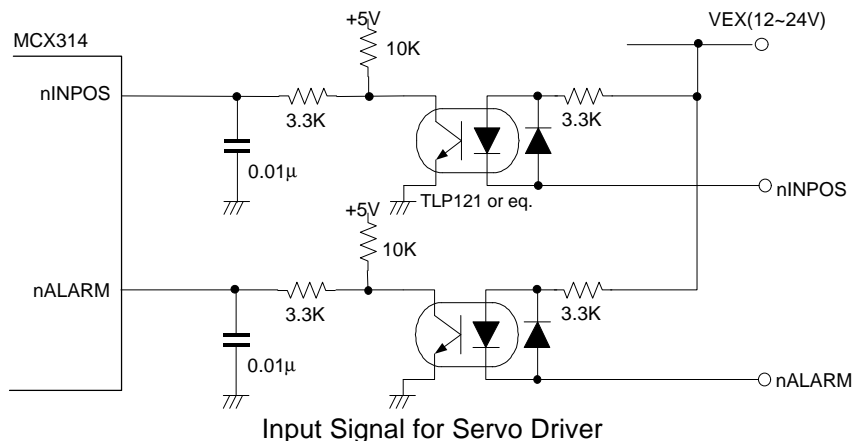 VEX(12~24V)
MCX314
+5V
10K
nINPOS
3.3K
3.3K
0.01μ
TLP121 or eq.
nINPOS
+5V
10K
nALARM
3.3K
3.3K
0.01μ
nALARM
Input Signal for Servo Driver